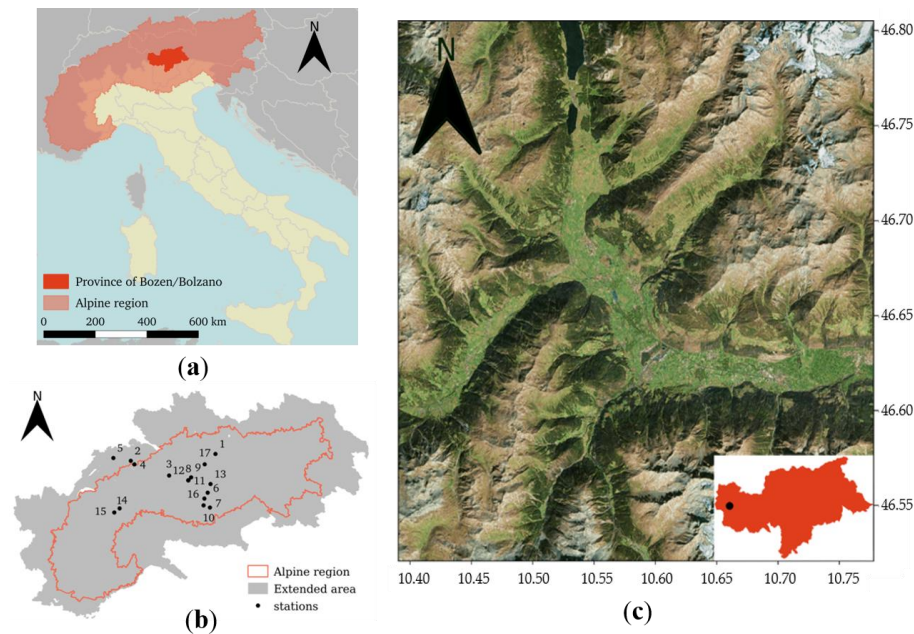 N
Province of Bozen/Bolzano
Alpine region
0 200 400 600 km
(a)
N
1
5 2
4
17
3 12 8 9
11 13
16 6
14
15 7
10
Alpine region
Extended area
stations
(b)
N
46.80
46.75
46.70
46.65
46.60
46.55
10.40 10.45 10.50 10.55 10.60 10.65 10.70 10.75
(c)